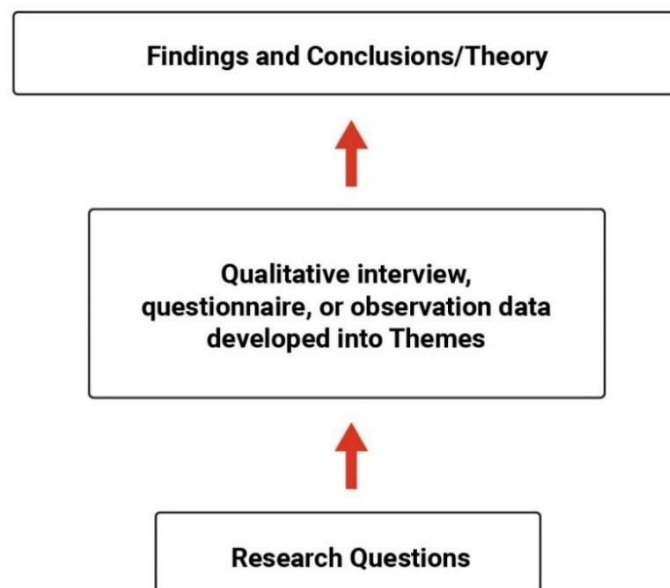 Findings and Conclusions/Theory
Qualitative interview,
questionnaire, or observation data
developed into Themes
Research Questions